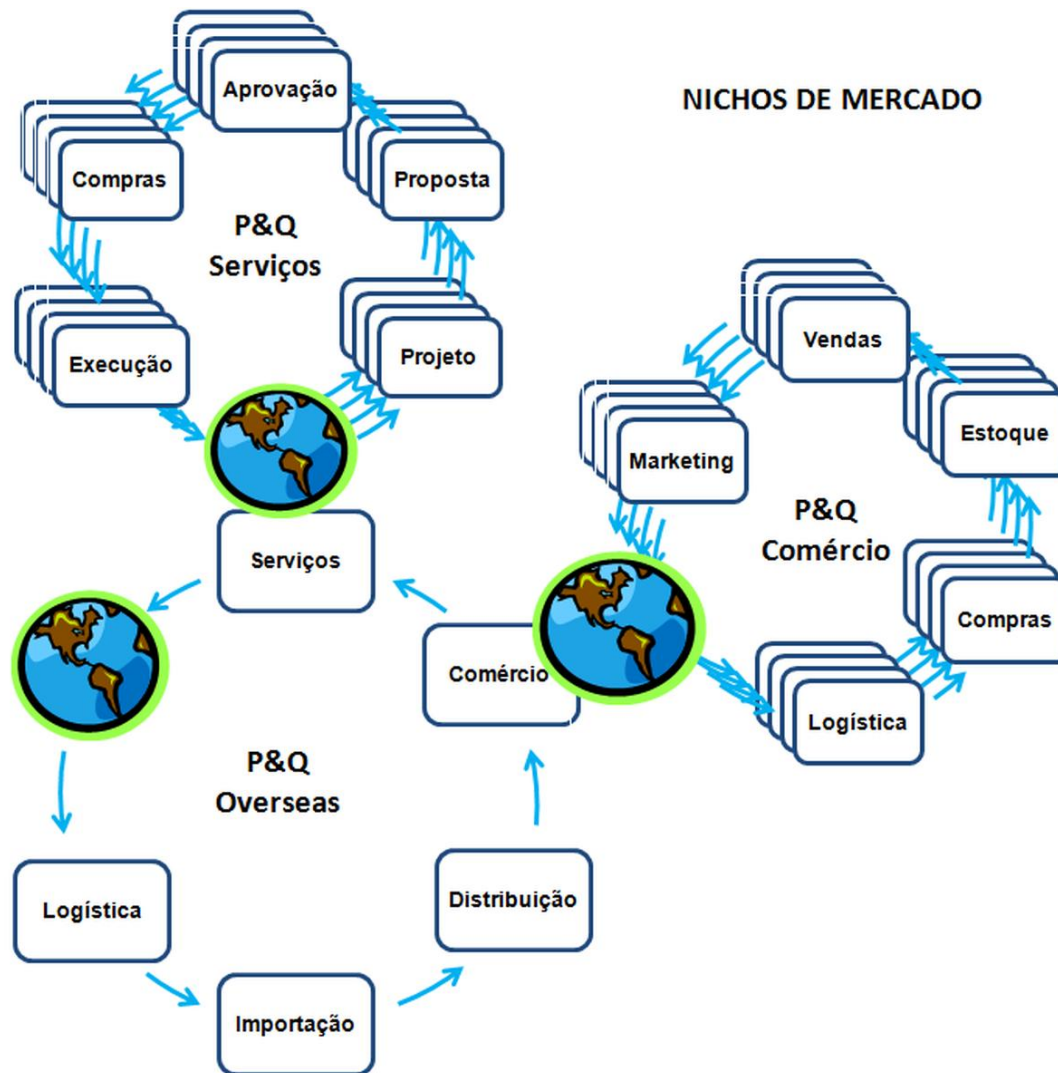 Aprovação
NICHOS DE MERCADO
Compras
Proposta
P&Q
Serviços
Execução
Projeto
Vendas
Marketing
Estoque
P&Q
Comércio
Serviços
Compras
Comércio
Logística
P&Q
Overseas
Logística
Distribuição
Importação